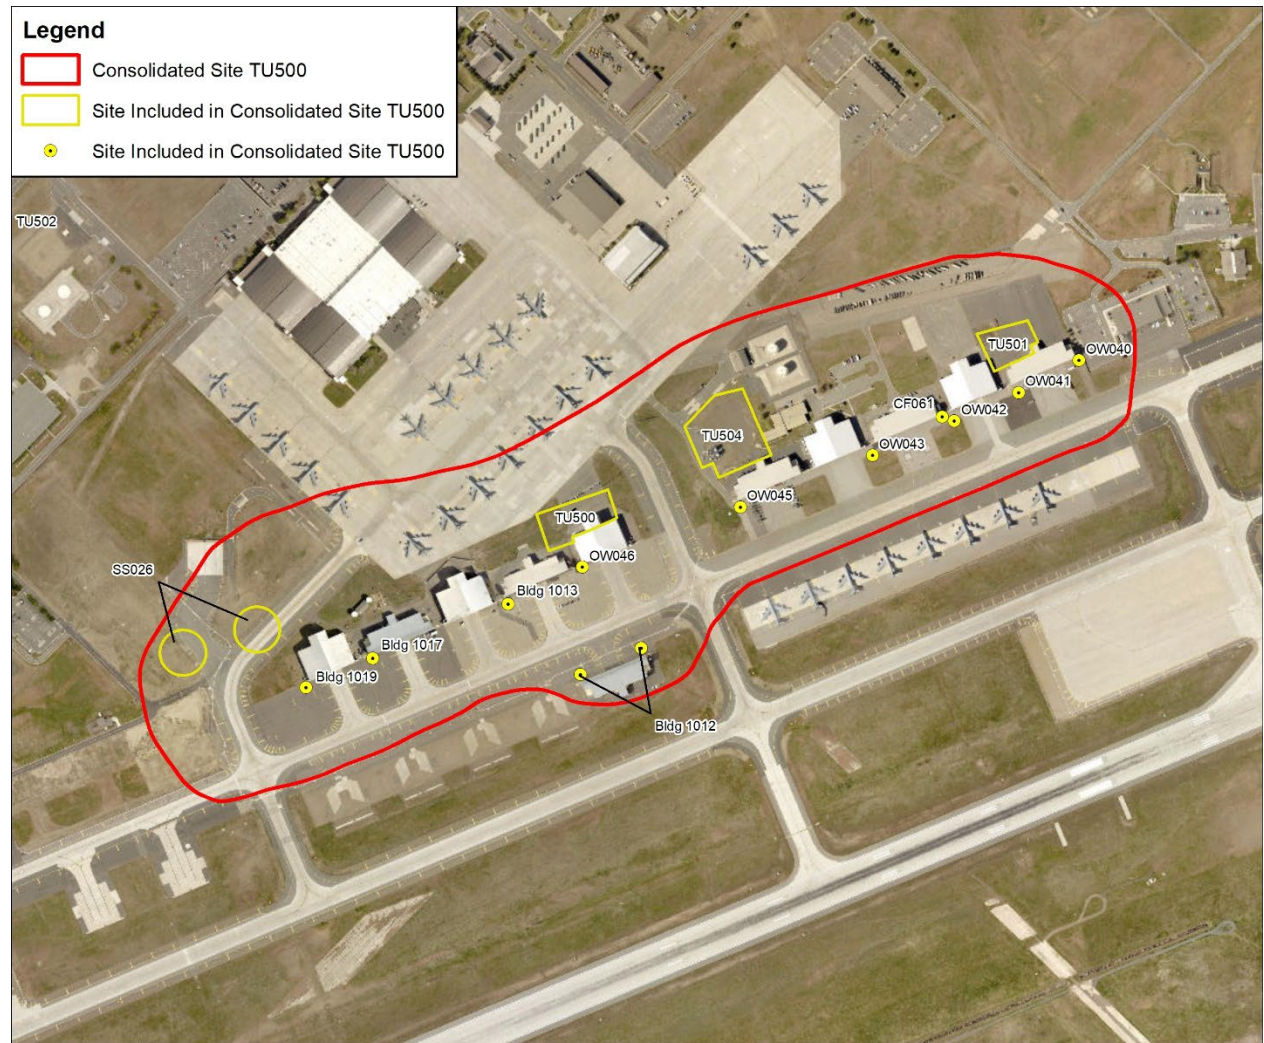 Legend
Consolidated Site TU500
Site Included in Consolidated Site TU500
Site Included in Consolidated Site TU500
TU502
TU501
OW040
OW041
CF061
OW042
TU504
OW043
OW045
TU500
OW046
SS026
Bldg 1013
Bldg 1017
Bldg 1019
Bldg 1012